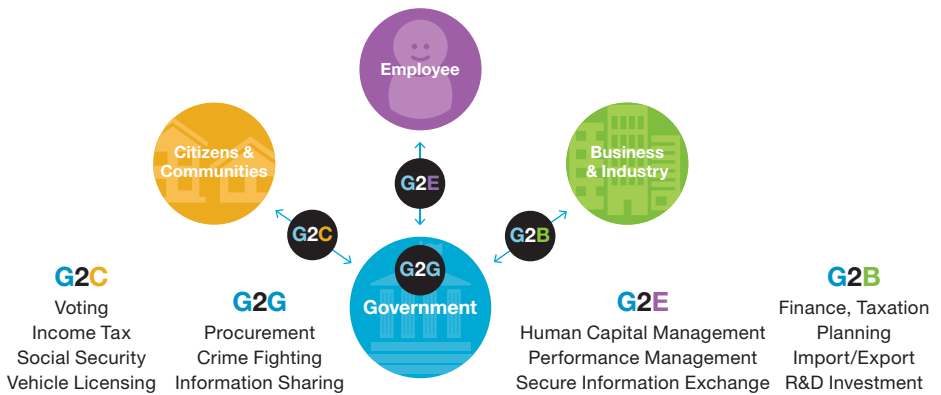 Employee
Citizens &
Communities
Business
& Industry
G2E
G2C
G2B
G2G
Government
G2C
Voting
Income Tax
Social Security
Vehicle Licensing
G2G
Procurement
Crime Fighting
Information Sharing
G2E
Human Capital Management
Performance Management
Secure Information Exchange
G2B
Finance, Taxation
Planning
Import/Export
R&D Investment